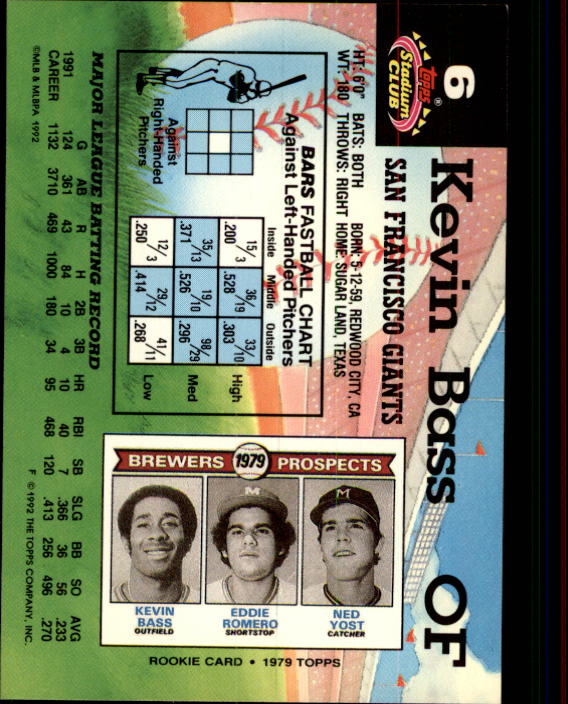 6
Kevin Bass OF
Topps®
Stadium
CLUB
SAN FRANCISCO GIANTS
HT: 6'0" BATS: BOTH BORN: 5-12-59, REDWOOD CITY, CA
WT: 180 THROWS: RIGHT HOME: SUGAR LAND, TEXAS
BARS FASTBALL CHART
Against Left-Handed Pitchers
Inside Middle Outside
15/3 36/19 33/10 High
.200 .528 .303
35/13 19/10 98/29 Med
.371 .526 .296
12/3 29/12 41/11 Low
.250 .414 .268
Against
Right-Handed
Pitchers
BREWERS 1979 PROSPECTS
M
M
KEVIN BASS
OUTFIELD
EDDIE ROMERO
SHORTSTOP
NED YOST
CATCHER
ROOKIE CARD • 1979 TOPPS
MAJOR LEAGUE BATTING RECORD
G AB R H 2B 3B HR RBI SB SLG BB SO AVG
1991 124 361 43 84 10 4 10 40 7 .366 36 56 .233
CAREER 1132 3710 469 1000 180 34 95 468 120 .413 256 496 .270
©MLB & MLBPA 1992 F ©1992 THE TOPPS COMPANY, INC.